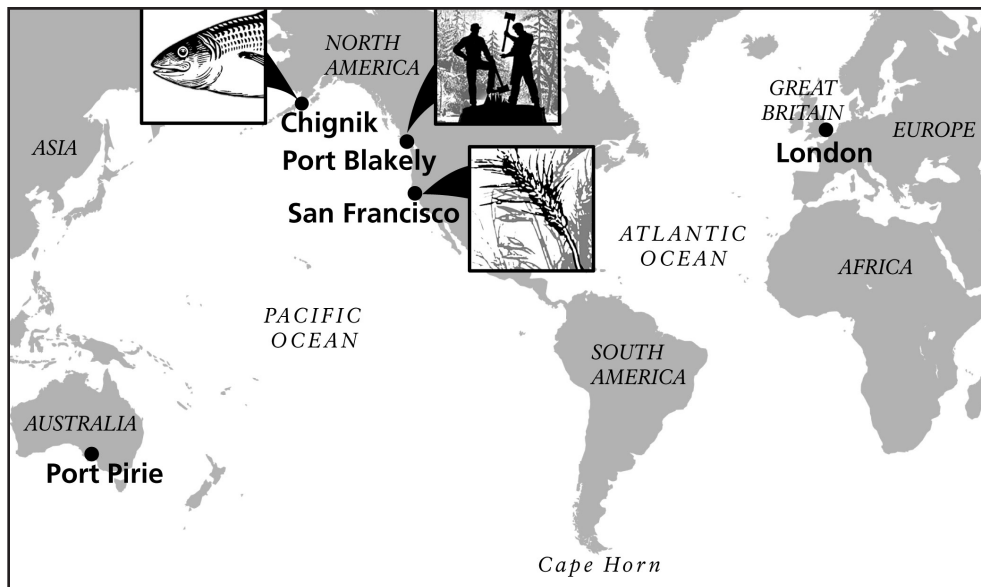 NORTH
AMERICA
GREAT
BRITAIN
EUROPE
ASIA
Chignik
Port Blakely
London
San Francisco
ATLANTIC
OCEAN
AFRICA
PACIFIC
OCEAN
SOUTH
AMERICA
AUSTRALIA
Port Pirie
Cape Horn